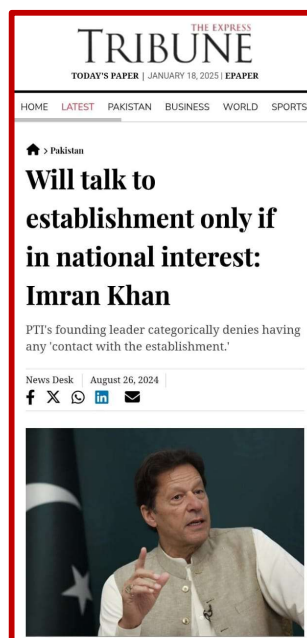 THE EXPRESS
TRIBUNE
TODAY'S PAPER | JANUARY 18, 2025 | EPAPER
HOME LATEST PAKISTAN BUSINESS WORLD SPORTS
> Pakistan
Will talk to
establishment only if
in national interest:
Imran Khan
PTI's founding leader categorically denies having
any 'contact with the establishment.'
News Desk August 26, 2024